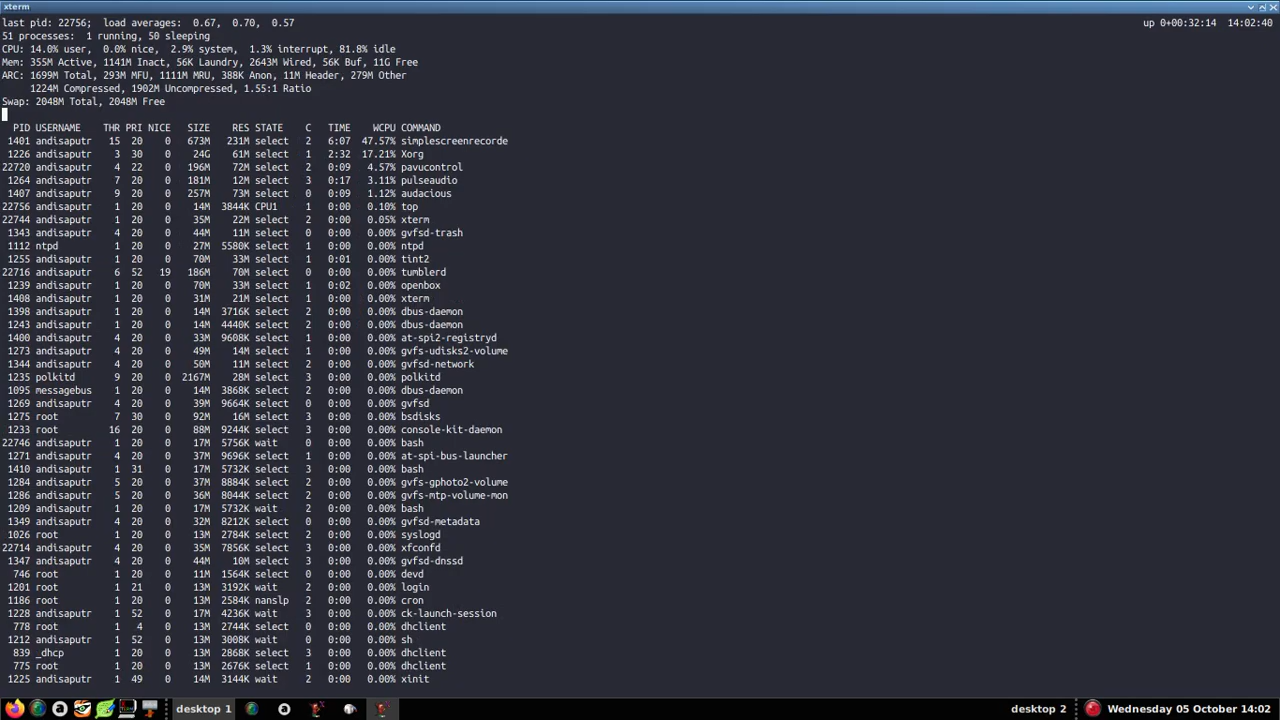 xterm
last pid: 22756;  load averages:  0.67,  0.70,  0.57    up 0+00:32:14  14:02:40
51 processes:  1 running, 50 sleeping
CPU: 14.0% user,  0.0% nice,  2.9% system,  1.3% interrupt, 81.8% idle
Mem: 355M Active, 1141M Inact, 56K Laundry, 2643M Wired, 56K Buf, 11G Free
ARC: 1699M Total, 293M MFU, 1111M MRU, 388K Anon, 11M Header, 279M Other
1224M Compressed, 1902M Uncompressed, 1.55:1 Ratio
Swap: 2048M Total, 2048M Free
PID USERNAME THR PRI NICE SIZE RES STATE C TIME WCPU COMMAND
1401 andisaputr 15 20 0 673M 231M select 2 6:07 47.57% simplescreenrecorde
1226 andisaputr 3 30 0 24G 61M select 1 2:32 17.21% Xorg
22720 andisaputr 4 22 0 196M 72M select 2 0:09 4.57% pavucontrol
1264 andisaputr 7 20 0 181M 12M select 3 0:17 3.11% pulseaudio
1407 andisaputr 9 20 0 257M 73M select 0 0:09 1.12% audacious
22756 andisaputr 1 20 0 14M 3844K CPU1 1 0:00 0.10% top
22744 andisaputr 1 20 0 35M 22M select 2 0:00 0.05% xterm
1343 andisaputr 4 20 0 44M 11M select 3 0:00 0.00% gvfsd-trash
1112 ntpd 1 20 0 27M 5580K select 1 0:00 0.00% ntpd
1255 andisaputr 1 20 0 70M 33M select 1 0:01 0.00% tint2
22716 andisaputr 6 52 19 186M 70M select 0 0:00 0.00% tumblerd
1239 andisaputr 1 20 0 70M 33M select 1 0:02 0.00% openbox
1408 andisaputr 1 20 0 31M 21M select 1 0:00 0.00% xterm
1398 andisaputr 1 20 0 14M 3716K select 2 0:00 0.00% dbus-daemon
1243 andisaputr 1 20 0 14M 4440K select 2 0:00 0.00% dbus-daemon
1400 andisaputr 4 20 0 33M 9608K select 1 0:00 0.00% at-spi2-registryd
1273 andisaputr 4 20 0 49M 14M select 1 0:00 0.00% gvfs-udisks2-volume
1344 andisaputr 4 20 0 50M 11M select 2 0:00 0.00% gvfsd-network
1235 polkitd 9 20 0 2167M 28M select 3 0:00 0.00% polkitd
1095 messagebus 1 20 0 14M 3868K select 2 0:00 0.00% dbus-daemon
1269 andisaputr 4 20 0 39M 9664K select 0 0:00 0.00% gvfsd
1275 root 7 30 0 92M 16M select 3 0:00 0.00% bsdisks
1233 root 16 20 0 88M 9244K select 3 0:00 0.00% console-kit-daemon
22746 andisaputr 1 20 0 17M 5756K wait 0 0:00 0.00% bash
1271 andisaputr 4 20 0 37M 9696K select 1 0:00 0.00% at-spi-bus-launcher
1410 andisaputr 1 31 0 17M 5732K select 3 0:00 0.00% bash
1284 andisaputr 5 20 0 37M 8884K select 2 0:00 0.00% gvfs-gphoto2-volume
1286 andisaputr 5 20 0 36M 8044K select 2 0:00 0.00% gvfs-mtp-volume-mon
1209 andisaputr 1 20 0 17M 5732K wait 2 0:00 0.00% bash
1349 andisaputr 4 20 0 32M 8212K select 0 0:00 0.00% gvfsd-metadata
1026 root 1 20 0 13M 2784K select 2 0:00 0.00% syslogd
22714 andisaputr 4 20 0 35M 7856K select 3 0:00 0.00% xfconfd
1347 andisaputr 4 20 0 44M 10M select 3 0:00 0.00% gvfsd-dnssd
746 root 1 20 0 11M 1564K select 0 0:00 0.00% devd
1201 root 1 21 0 13M 3192K wait 2 0:00 0.00% login
1186 root 1 20 0 13M 2584K nanslp 2 0:00 0.00% cron
1228 andisaputr 1 52 0 17M 4236K wait 3 0:00 0.00% ck-launch-session
778 root 1 4 0 13M 2744K select 0 0:00 0.00% dhclient
1212 andisaputr 1 52 0 13M 3008K wait 0 0:00 0.00% sh
839 _dhcp 1 20 0 13M 2868K select 3 0:00 0.00% dhclient
775 root 1 20 0 13M 2676K select 1 0:00 0.00% dhclient
1225 andisaputr 1 49 0 14M 3144K wait 2 0:00 0.00% xinit
desktop 1    desktop 2    Wednesday 05 October 14:02